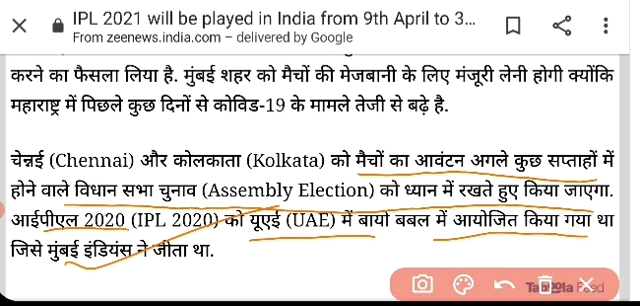 IPL 2021 will be played in India from 9th April to 3...
From zeenews.india.com – delivered by Google
करने का फैसला लिया है. मुंबई शहर को मैचों की मेजबानी के लिए मंजूरी लेनी होगी क्योंकि
महाराष्ट्र में पिछले कुछ दिनों से कोविड-19 के मामले तेजी से बढ़े है.
चेन्नई (Chennai) और कोलकाता (Kolkata) को मैचों का आवंटन अगले कुछ सप्ताहों में
होने वाले विधान सभा चुनाव (Assembly Election) को ध्यान में रखते हुए किया जाएगा.
आईपीएल 2020 (IPL 2020) को यूएई (UAE) में बायो बबल में आयोजित किया गया था
जिसे मुंबई इंडियंस ने जीता था.
Feed